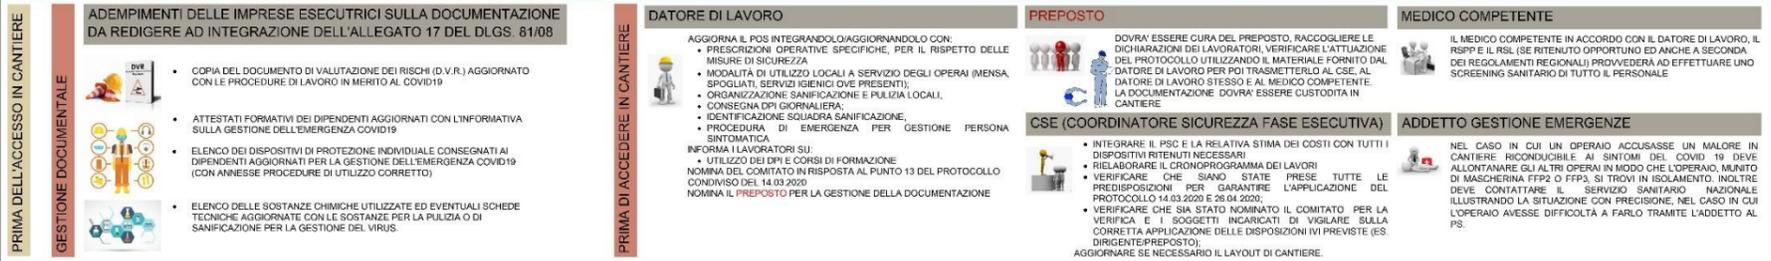 PRIMA DELL'ACCESSO IN CANTIERE
GESTIONE DOCUMENTALE
ADEMPIMENTI DELLE IMPRESE ESECUTRICI SULLA DOCUMENTAZIONE
DA REDIGERE AD INTEGRAZIONE DELL'ALLEGATO 17 DEL DLGS. 81/08
DVR
• COPIA DEL DOCUMENTO DI VALUTAZIONE DEI RISCHI (D.V.R.) AGGIORNATO
CON LE PROCEDURE DI LAVORO IN MERITO AL COVID19
• ATTESTATI FORMATIVI DEI DIPENDENTI AGGIORNATI CON L'INFORMATIVA
SULLA GESTIONE DELL'EMERGENZA COVID19
• ELENCO DEI DISPOSITIVI DI PROTEZIONE INDIVIDUALE CONSEGNATI AI
DIPENDENTI AGGIORNATI PER LA GESTIONE DELL'EMERGENZA COVID19
(CON ANNESSE PROCEDURE DI UTILIZZO CORRETTO)
• ELENCO DELLE SOSTANZE CHIMICHE UTILIZZATE ED EVENTUALI SCHEDE
TECNICHE AGGIORNATE CON LE SOSTANZE PER LA PULIZIA O DI
SANIFICAZIONE PER LA GESTIONE DEL VIRUS.
PRIMA DI ACCEDERE IN CANTIERE
DATORE DI LAVORO
AGGIORNA IL POS INTEGRANDOLO/AGGIORNANDOLO CON:
• PRESCRIZIONI OPERATIVE SPECIFICHE, PER IL RISPETTO DELLE
MISURE DI SICUREZZA
• MODALITÀ DI UTILIZZO LOCALI A SERVIZIO DEGLI OPERAI (MENSA,
SPOGLIATI, SERVIZI IGIENICI OVE PRESENTI);
• ORGANIZZAZIONE SANIFICAZIONE E PULIZIA LOCALI,
• CONSEGNA DPI GIORNALIERA;
• IDENTIFICAZIONE SQUADRA SANIFICAZIONE,
• PROCEDURA DI EMERGENZA PER GESTIONE PERSONA
SINTOMATICA
INFORMA I LAVORATORI SU:
• UTILIZZO DEI DPI E CORSI DI FORMAZIONE
NOMINA DEL COMITATO IN RISPOSTA AL PUNTO 13 DEL PROTOCOLLO
CONDIVISO DEL 14.03.2020
NOMINA IL PREPOSTO PER LA GESTIONE DELLA DOCUMENTAZIONE
PREPOSTO
DOVRA' ESSERE CURA DEL PREPOSTO, RACCOGLIERE LE
DICHIARAZIONI DEI LAVORATORI, VERIFICARE L'ATTUAZIONE
DEL PROTOCOLLO UTILIZZANDO IL MATERIALE FORNITO DAL
DATORE DI LAVORO PER POI TRASMETTERLO AL CSE, AL
DATORE DI LAVORO STESSO E AL MEDICO COMPETENTE.
LA DOCUMENTAZIONE DOVRA' ESSERE CUSTODITA IN
CANTIERE
CSE (COORDINATORE SICUREZZA FASE ESECUTIVA)
• INTEGRARE IL PSC E LA RELATIVA STIMA DEI COSTI CON TUTTI I
DISPOSITIVI RITENUTI NECESSARI
• RIELABORARE IL CRONOPROGRAMMA DEI LAVORI
• VERIFICARE CHE SIANO STATE PRESE TUTTE LE
PREDISPOSIZIONI PER GARANTIRE L'APPLICAZIONE DEL
PROTOCOLLO 14.03.2020 E 26.04.2020;
• VERIFICARE CHE SIA STATO NOMINATO IL COMITATO PER LA
VERIFICA E I SOGGETTI INCARICATI DI VIGILARE SULLA
CORRETTA APPLICAZIONE DELLE DISPOSIZIONI IVI PREVISTE (ES.
DIRIGENTE/PREPOSTO);
AGGIORNARE SE NECESSARIO IL LAYOUT DI CANTIERE.
MEDICO COMPETENTE
IL MEDICO COMPETENTE IN ACCORDO CON IL DATORE DI LAVORO, IL
RSPP E IL RSL (SE RITENUTO OPPORTUNO ED ANCHE A SECONDA
DEI REGOLAMENTI REGIONALI) PROVVEDERÀ AD EFFETTUARE UNO
SCREENING SANITARIO DI TUTTO IL PERSONALE
ADDETTO GESTIONE EMERGENZE
NEL CASO IN CUI UN OPERAIO ACCUSASSE UN MALORE IN
CANTIERE RICONDUCIBILE AI SINTOMI DEL COVID 19 DEVE
ALLONTANARE GLI ALTRI OPERAI IN MODO CHE L'OPERAIO, MUNITO
DI MASCHERINA FFP2 O FFP3, SI TROVI IN ISOLAMENTO. INOLTRE
DEVE CONTATTARE IL SERVIZIO SANITARIO NAZIONALE
ILLUSTRANDO LA SITUAZIONE CON PRECISIONE, NEL CASO IN CUI
L'OPERAIO AVESSE DIFFICOLTÀ A FARLO TRAMITE L'ADDETTO AL
PS.